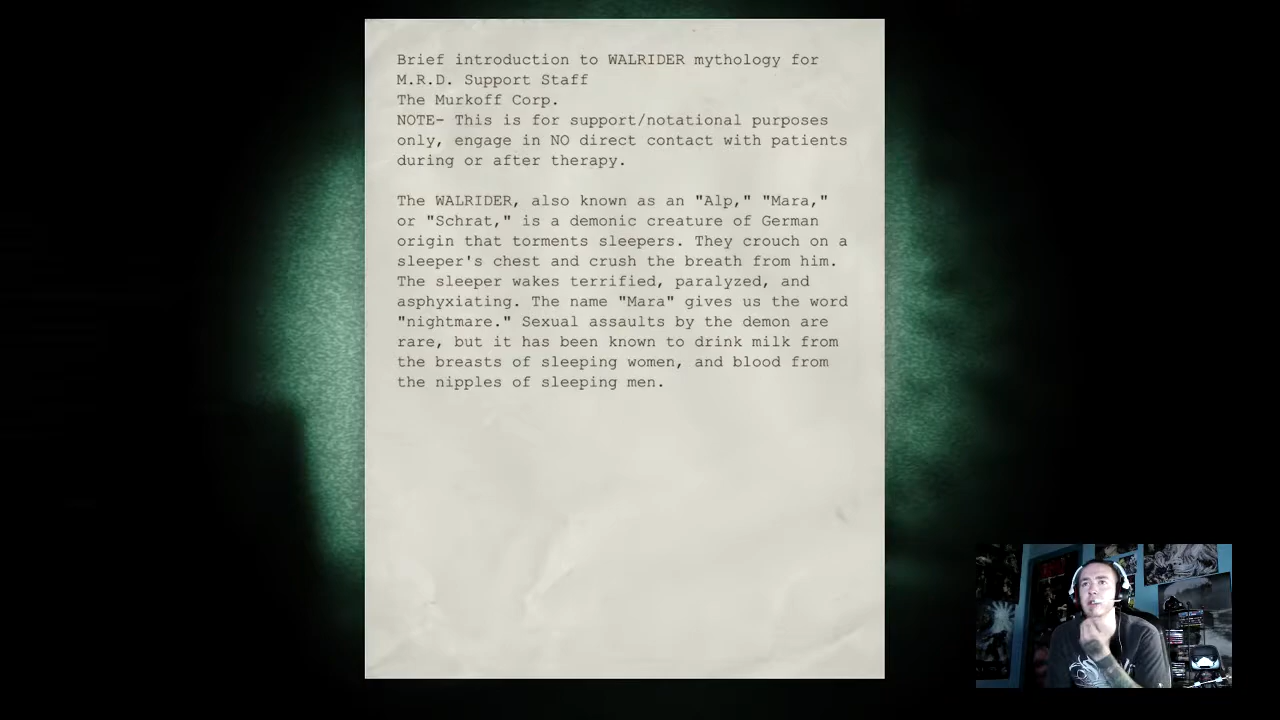 Brief introduction to WALRIDER mythology for
M.R.D. Support Staff
The Murkoff Corp.
NOTE- This is for support/notational purposes
only, engage in NO direct contact with patients
during or after therapy.
The WALRIDER, also known as an "Alp," "Mara,"
or "Schrat," is a demonic creature of German
origin that torments sleepers. They crouch on a
sleeper's chest and crush the breath from him.
The sleeper wakes terrified, paralyzed, and
asphyxiating. The name "Mara" gives us the word
"nightmare." Sexual assaults by the demon are
rare, but it has been known to drink milk from
the breasts of sleeping women, and blood from
the nipples of sleeping men.